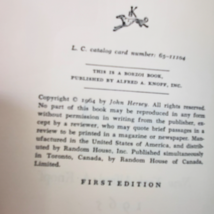 L. C. catalog card number: 65-11104
THIS IS A BORZOI BOOK,
PUBLISHED BY ALFRED A. KNOPF, INC.
Copyright © 1964 by John Hersey. All rights reserved.
No part of this book may be reproduced in any form
without permission in writing from the publisher, ex-
cept by a reviewer, who may quote brief passages in a
review to be printed in a magazine or newspaper. Man-
ufactured in the United States of America, and distrib-
uted by Random House, Inc. Published simultaneously
in Toronto, Canada, by Random House of Canada,
Limited.
FIRST EDITION